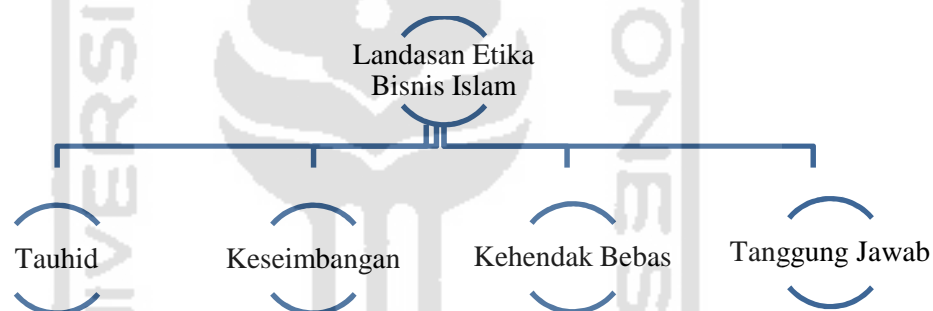 Landasan Etika
Bisnis Islam
Tauhid
Keseimbangan
Kehendak Bebas
Tanggung Jawab